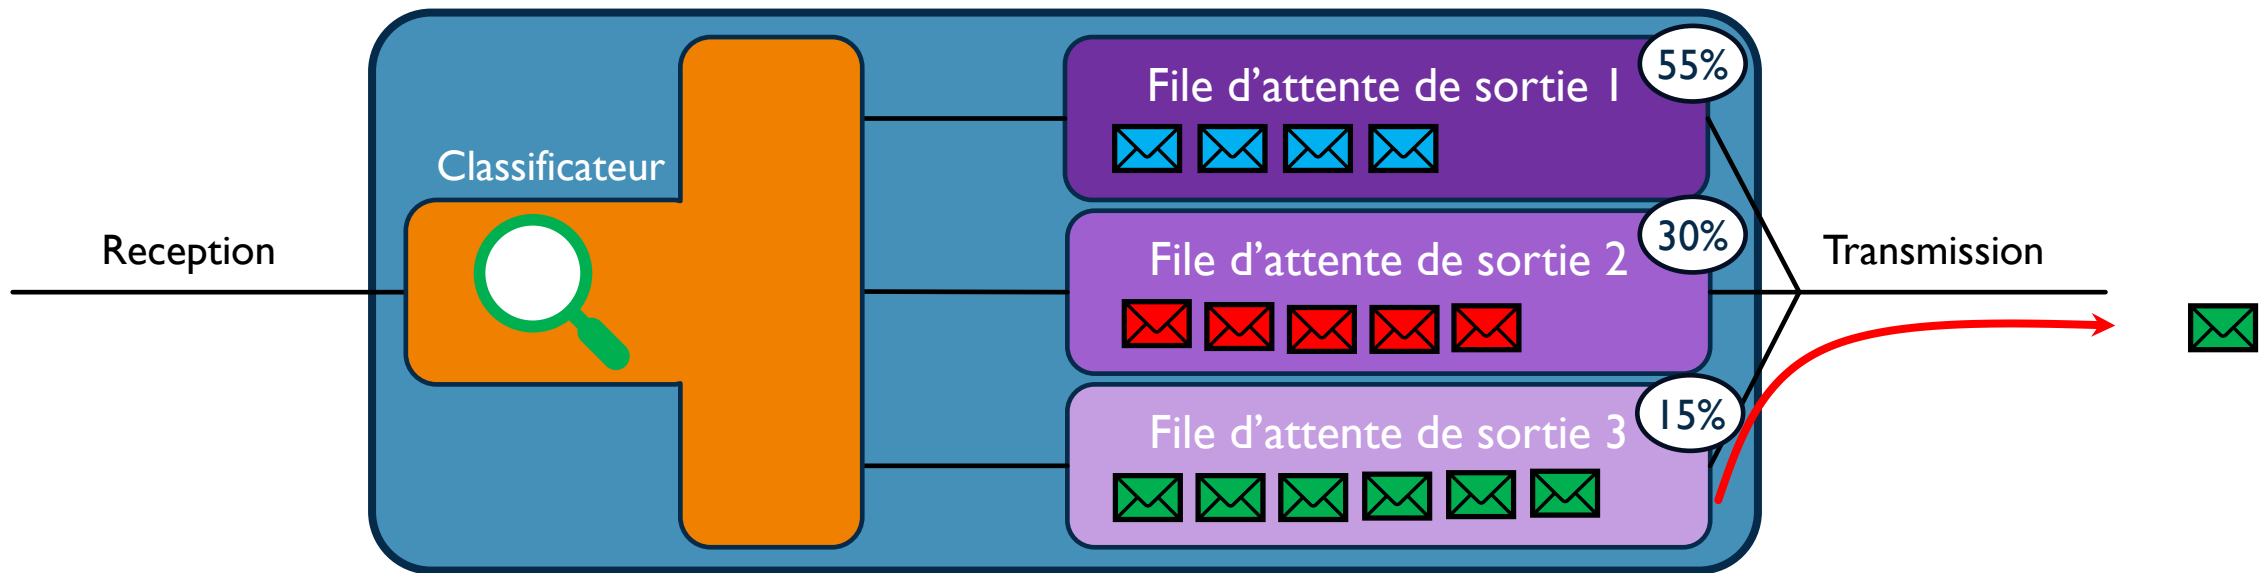 File d’attente de sortie 1
55%
Classificateur
Reception
File d’attente de sortie 2
30%
Transmission
File d’attente de sortie 3
15%